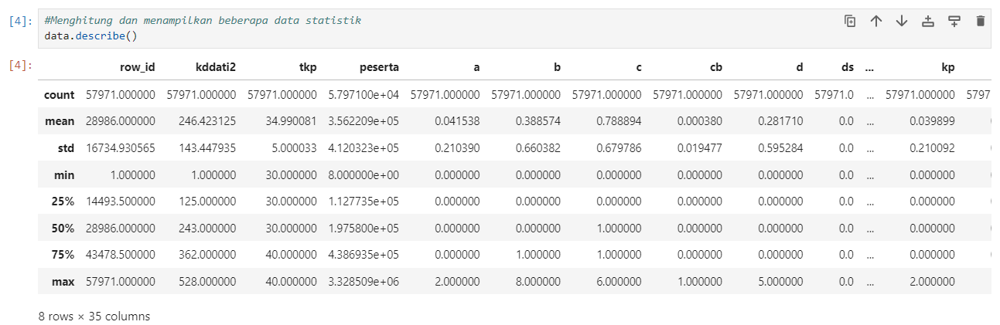 [4]: #Menghitung dan menampilkan beberapa data statistik
data.describe()
[4]: row_id kddati2 tkp peserta a b c cb d ds ... kp
count 57971.000000 57971.000000 57971.000000 5.797100e+04 57971.000000 57971.000000 57971.000000 57971.000000 57971.000000 57971.0 ... 57971.000000 5797
mean 28986.000000 246.423125 34.990081 3.562209e+05 0.041538 0.388574 0.788894 0.000380 0.281710 0.0 ... 0.039899
std 16734.930565 143.447935 5.000033 4.120323e+05 0.210390 0.660382 0.679786 0.019477 0.595284 0.0 ... 0.210092
min 1.000000 1.000000 30.000000 8.000000e+00 0.000000 0.000000 0.000000 0.000000 0.000000 0.0 ... 0.000000
25% 14493.500000 125.000000 30.000000 1.127735e+05 0.000000 0.000000 0.000000 0.000000 0.000000 0.0 ... 0.000000
50% 28986.000000 243.000000 30.000000 1.975800e+05 0.000000 0.000000 1.000000 0.000000 0.000000 0.0 ... 0.000000
75% 43478.500000 362.000000 40.000000 4.386935e+05 0.000000 1.000000 1.000000 0.000000 0.000000 0.0 ... 0.000000
max 57971.000000 528.000000 40.000000 3.328509e+06 2.000000 8.000000 6.000000 1.000000 5.000000 0.0 ... 2.000000
8 rows × 35 columns